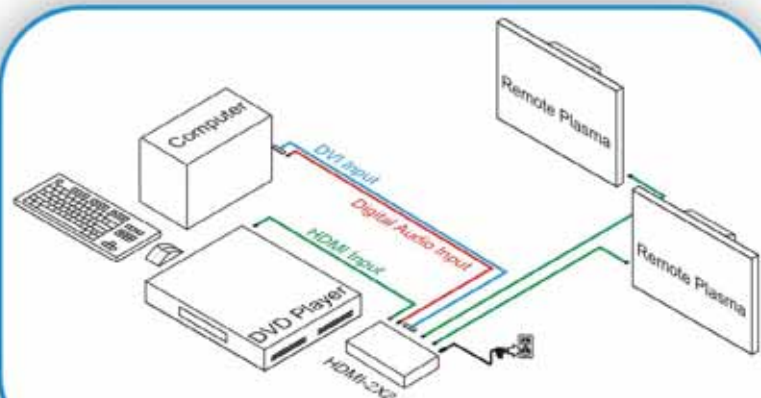 Computer
DVI Input
Digital Audio Input
HDMI Input
DVD Player
HDMI-2X2
Remote Plasma
Remote Plasma